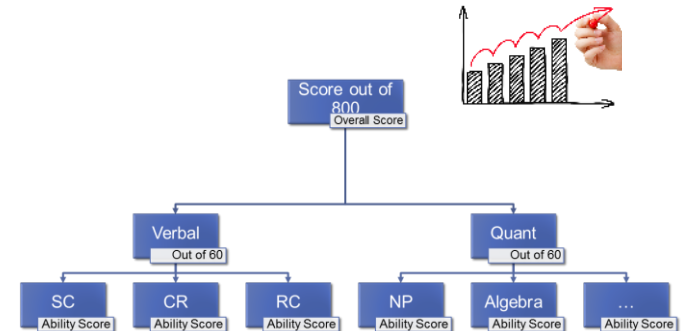 Score out of
800
Overall Score
Verbal
Out of 60
Quant
Out of 60
SC
Ability Score
CR
Ability Score
RC
Ability Score
NP
Ability Score
Algebra
Ability Score
...
Ability Score